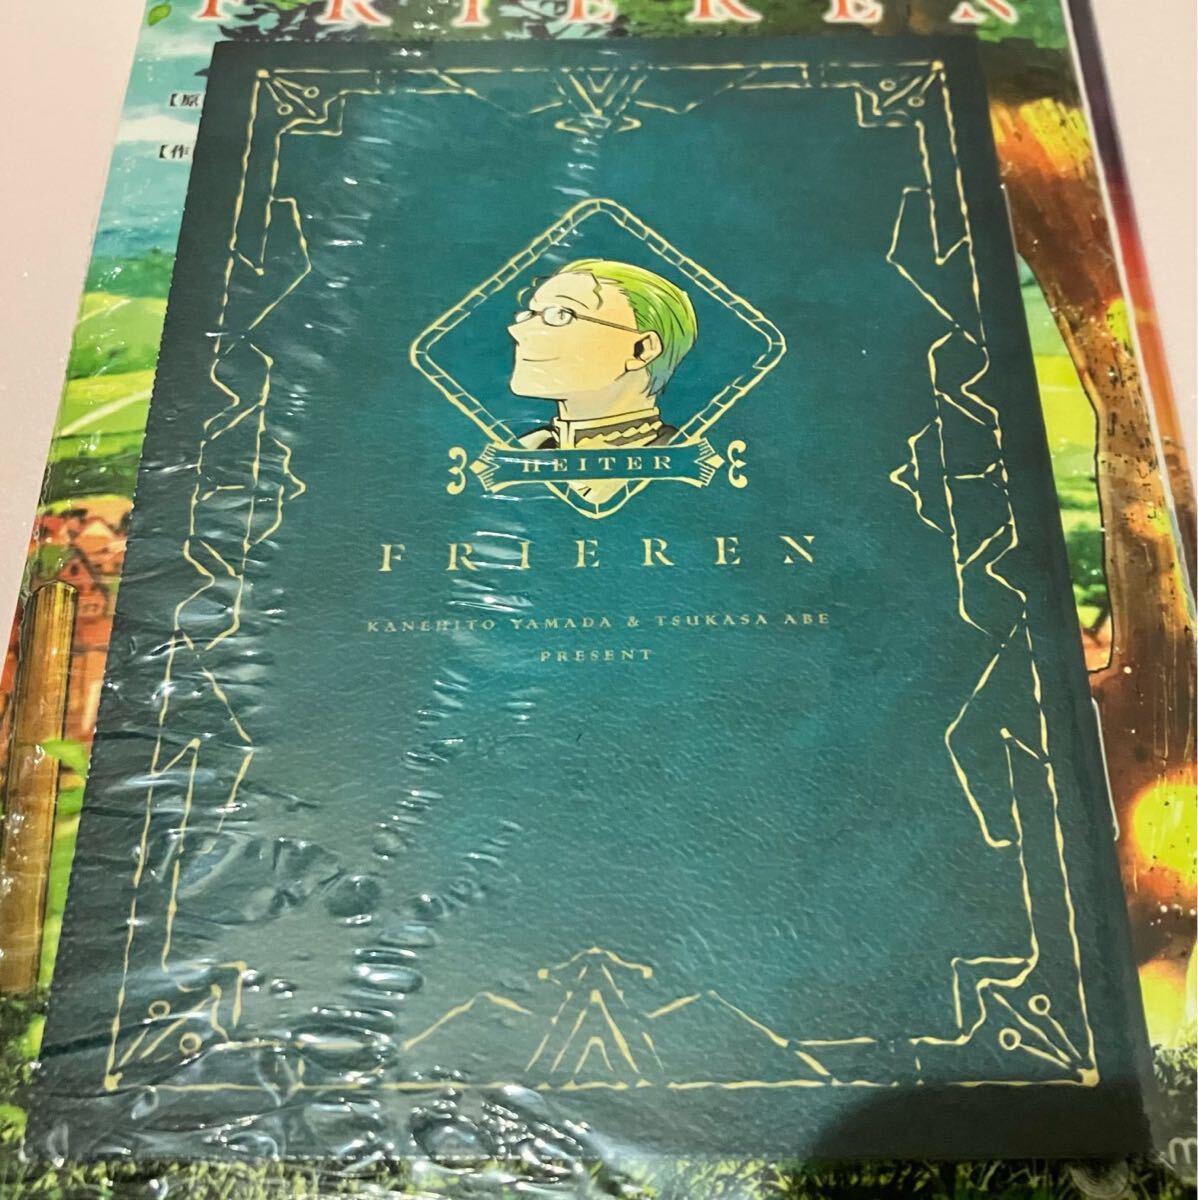 FRIEREN
【原
【作
HEITER
FRIEREN
KANEHITO YAMADA & TSUKASA ABE
PRESENT